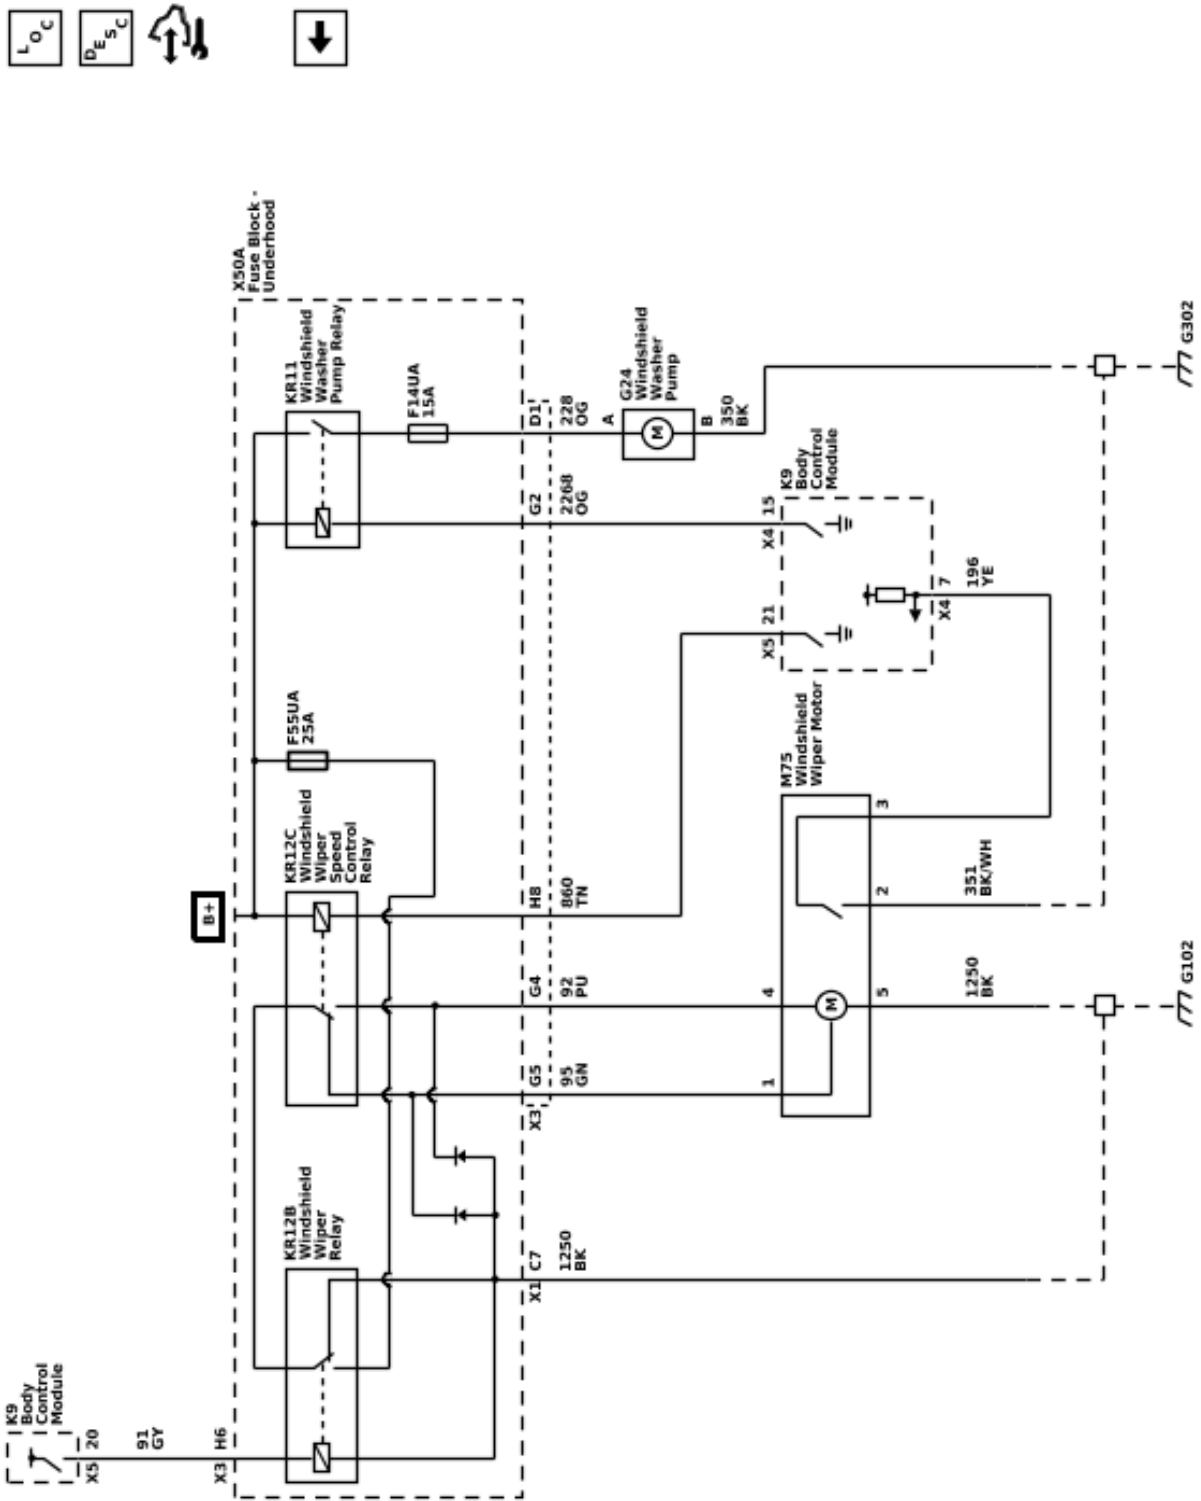 LOC
DESC
K9
Body
Control
Module
X5 20
91
GY
X3 H6
B+
X50A
Fuse Block -
Underhood
KR12B
Windshield
Wiper
Relay
KR12C
Windshield
Wiper
Speed
Control
Relay
F55UA
25A
KR11
Windshield
Washer
Pump Relay
F14UA
15A
X1 C7
1250
BK
X3
G5
95
GN
G4
92
PU
H8
860
TN
G2
2268
OG
D1
228
OG
A
G24
Windshield
Washer
Pump
M
B
350
BK
K9
Body
Control
Module
X5 21
X4 15
X4 7
196
YE
M75
Windshield
Wiper Motor
1
4
M
5
2
3
1250
BK
351
BK/WH
G102
G302